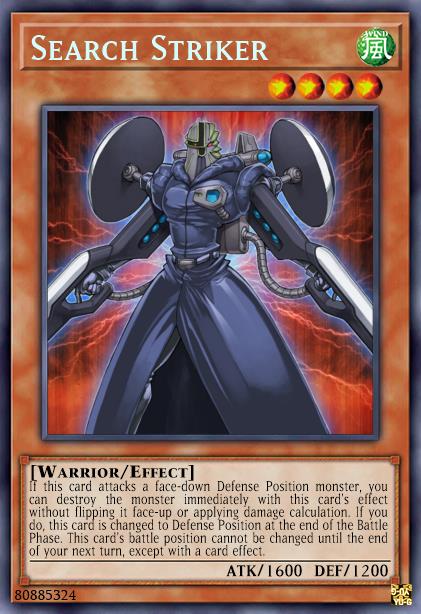 SEARCH STRIKER
WIND
風
[WARRIOR/EFFECT]
If this card attacks a face-down Defense Position monster, you
can destroy the monster immediately with this card's effect
without flipping it face-up or applying damage calculation. If you
do, this card is changed to Defense Position at the end of the Battle
Phase. This card's battle position cannot be changed until the end
of your next turn, except with a card effect.
ATK/1600 DEF/1200
80885324